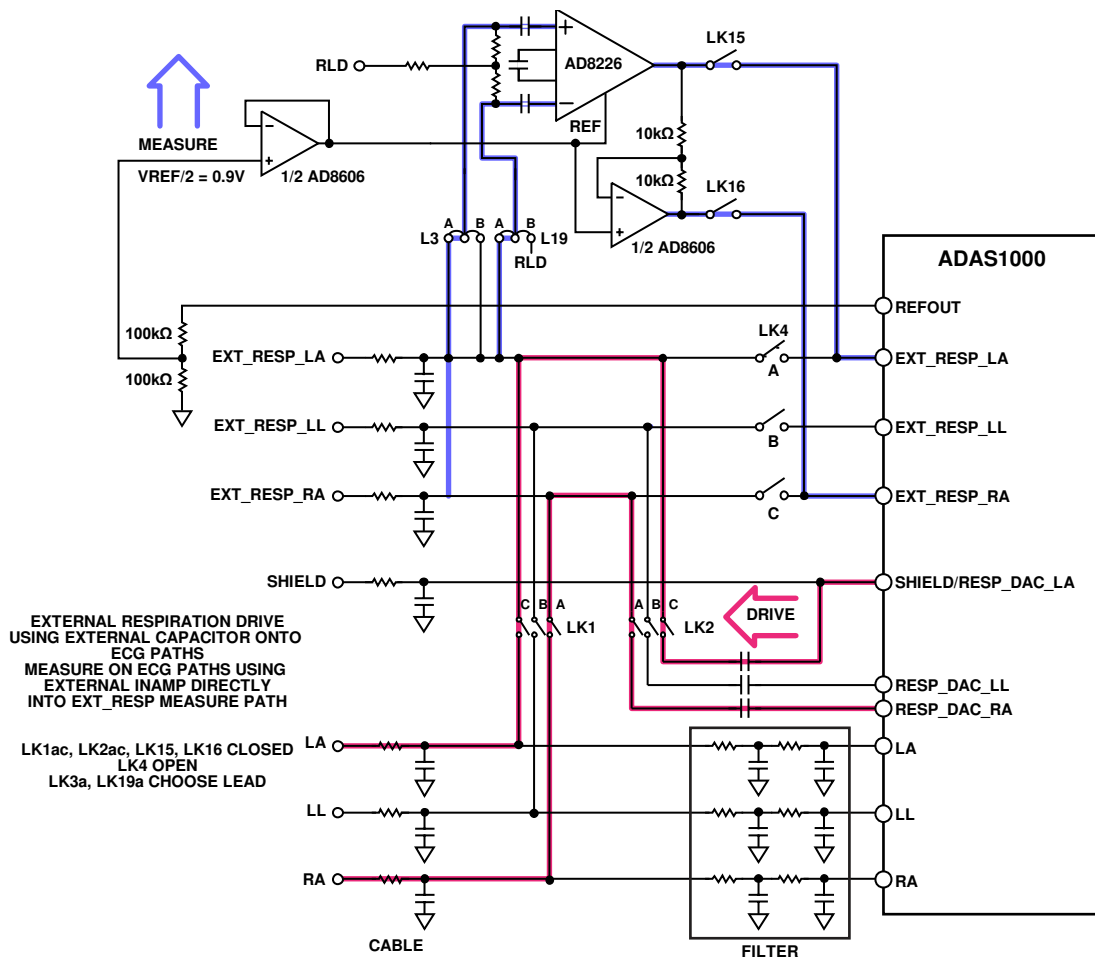 LK15
RLD
+
AD8226
−
REF
MEASURE
VREF/2 = 0.9V
−
+
1/2 AD8606
10kΩ
10kΩ
LK16
−
+
1/2 AD8606
L3
A
B
A
B
L19
RLD
ADAS1000
REFOUT
100kΩ
100kΩ
EXT_RESP_LA
LK4
A
EXT_RESP_LA
EXT_RESP_LL
B
EXT_RESP_LL
EXT_RESP_RA
C
EXT_RESP_RA
SHIELD
SHIELD/RESP_DAC_LA
C
B
A
LK1
A
B
C
LK2
DRIVE
EXTERNAL RESPIRATION DRIVE
USING EXTERNAL CAPACITOR ONTO
ECG PATHS
MEASURE ON ECG PATHS USING
EXTERNAL INAMP DIRECTLY
INTO EXT_RESP MEASURE PATH
RESP_DAC_LL
RESP_DAC_RA
LK1ac, LK2ac, LK15, LK16 CLOSED
LK4 OPEN
LK3a, LK19a CHOOSE LEAD
LA
LA
LL
LL
RA
RA
CABLE
FILTER